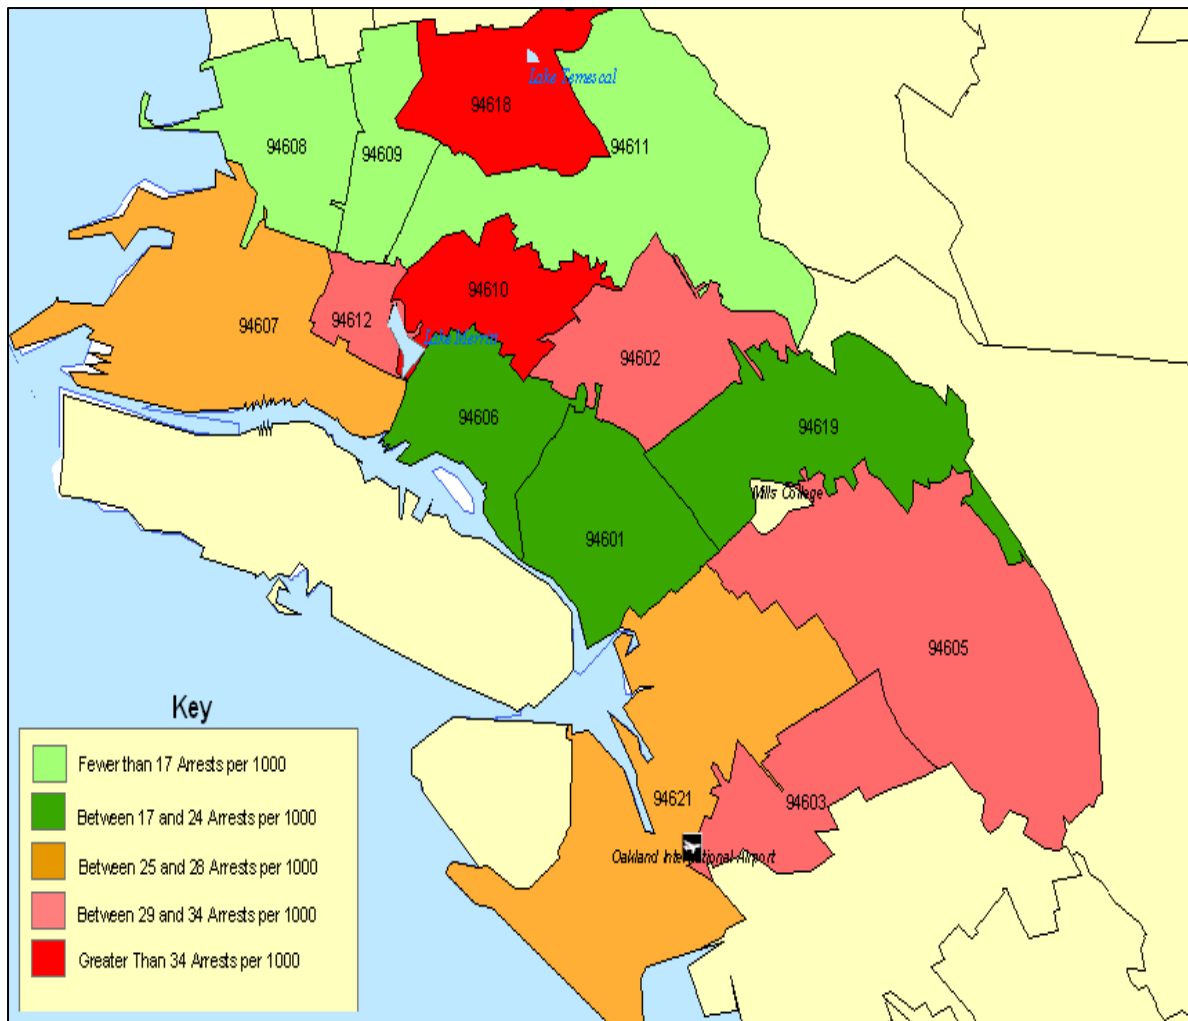 Lake Temescal
94618
94608
94609
94611
94610
94607
94612
94602
94606
94619
Mills College
94601
94605
Key
Fewer than 17 Arrests per 1000
Between 17 and 24 Arrests per 1000
Between 25 and 28 Arrests per 1000
Between 29 and 34 Arrests per 1000
Greater Than 34 Arrests per 1000
94621
94603
Oakland International Airport